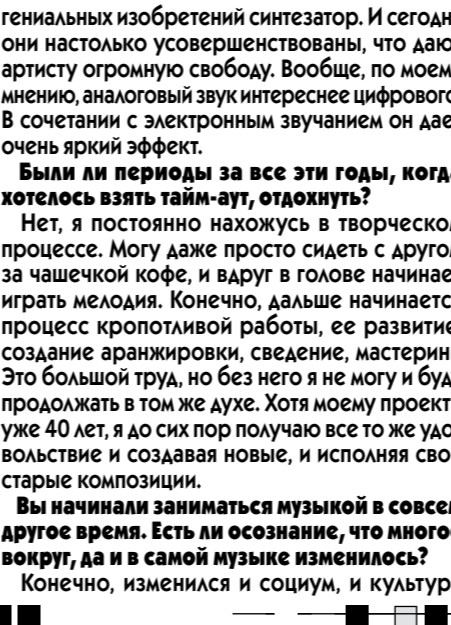 гениальных изобретений синтезатор. И сегодн
они настолько усовершенствованы, что даю
артисту огромную свободу. Вообще, по моем
мнению, аналоговый звук интереснее цифрового
В сочетании с электронным звучанием он дае
очень яркий эффект.
Были ли периоды за все эти годы, когд
хотелось взять тайм-аут, отдохнуть?
Нет, я постоянно нахожусь в творческо
процессе. Могу даже просто сидеть с друго
за чашечкой кофе, и вдруг в голове начинае
играть мелодия. Конечно, дальше начинаетс
процесс кропотливой работы, ее развитие
создание аранжировки, сведение, мастерин
Это большой труд, но без него я не могу и буд
продолжать в том же духе. Хотя моему проект
уже 40 лет, я до сих пор получаю все то же удо
вольствие и создавая новые, и исполняя сво
старые композиции.
Вы начинали заниматься музыкой в совсе
другое время. Есть ли осознание, что много
вокруг, да и в самой музыке изменилось?
Конечно, изменился и социум, и культур